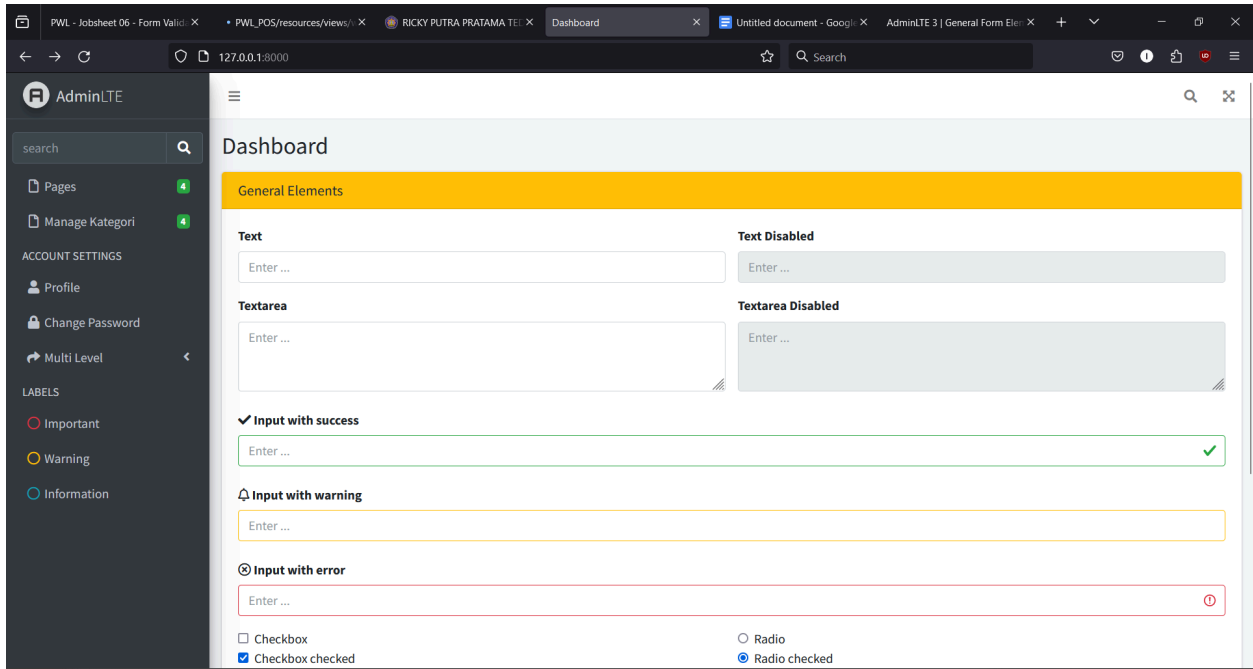 PWL - Jobsheet 06 - Form Valida
• PWL_POS/resources/views/v
RICKY PUTRA PRATAMA TED
Dashboard
Untitled document - Google
AdminLTE 3 | General Form Elem
127.0.0.1:8000
Search
AdminLTE
search
Pages 4
Manage Kategori 4
ACCOUNT SETTINGS
Profile
Change Password
Multi Level
LABELS
Important
Warning
Information
Dashboard
General Elements
Text
Enter ...
Text Disabled
Enter ...
Textarea
Enter ...
Textarea Disabled
Enter ...
Input with success
Enter ...
Input with warning
Enter ...
Input with error
Enter ...
Checkbox
Checkbox checked
Radio
Radio checked